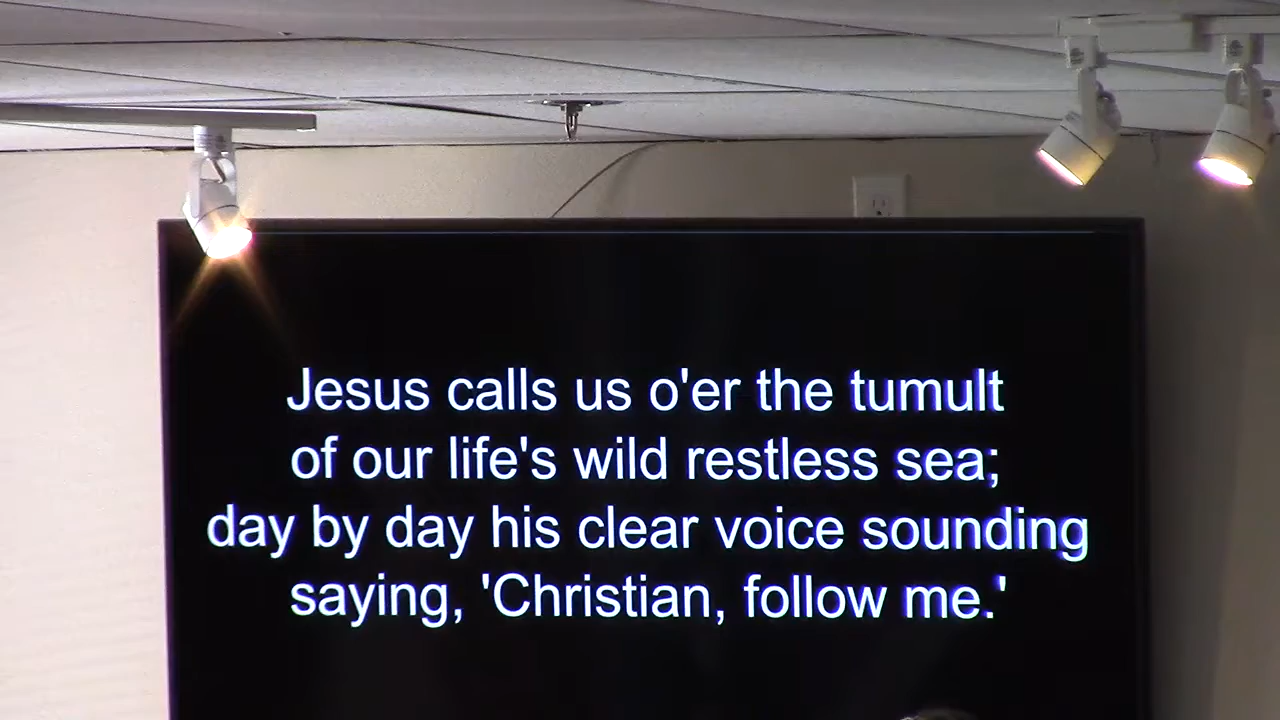 Jesus calls us o'er the tumult
of our life's wild restless sea;
day by day his clear voice sounding
saying, 'Christian, follow me.'